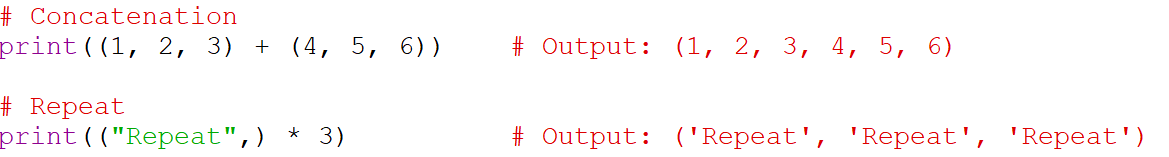 # Concatenation
print((1, 2, 3) + (4, 5, 6))    # Output: (1, 2, 3, 4, 5, 6)
# Repeat
print(("Repeat",) * 3)          # Output: ('Repeat', 'Repeat', 'Repeat')